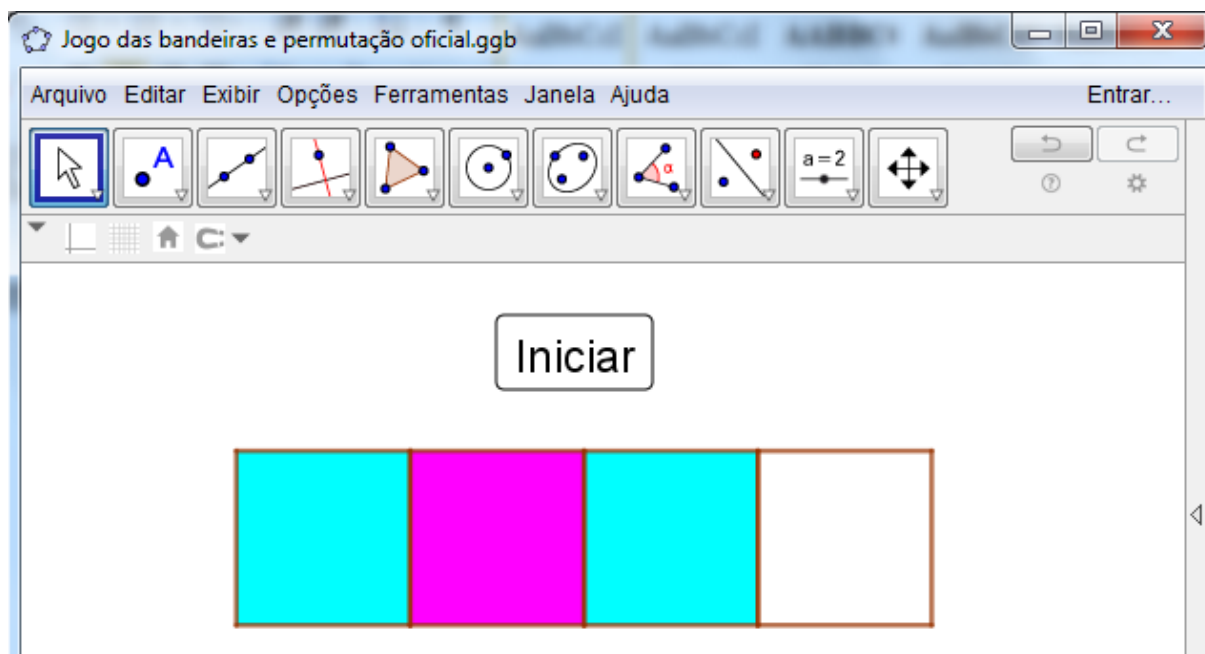 Jogo das bandeiras e permutação oficial.ggb
Arquivo Editar Exibir Opções Ferramentas Janela Ajuda Entrar...
A α a = 2
Iniciar